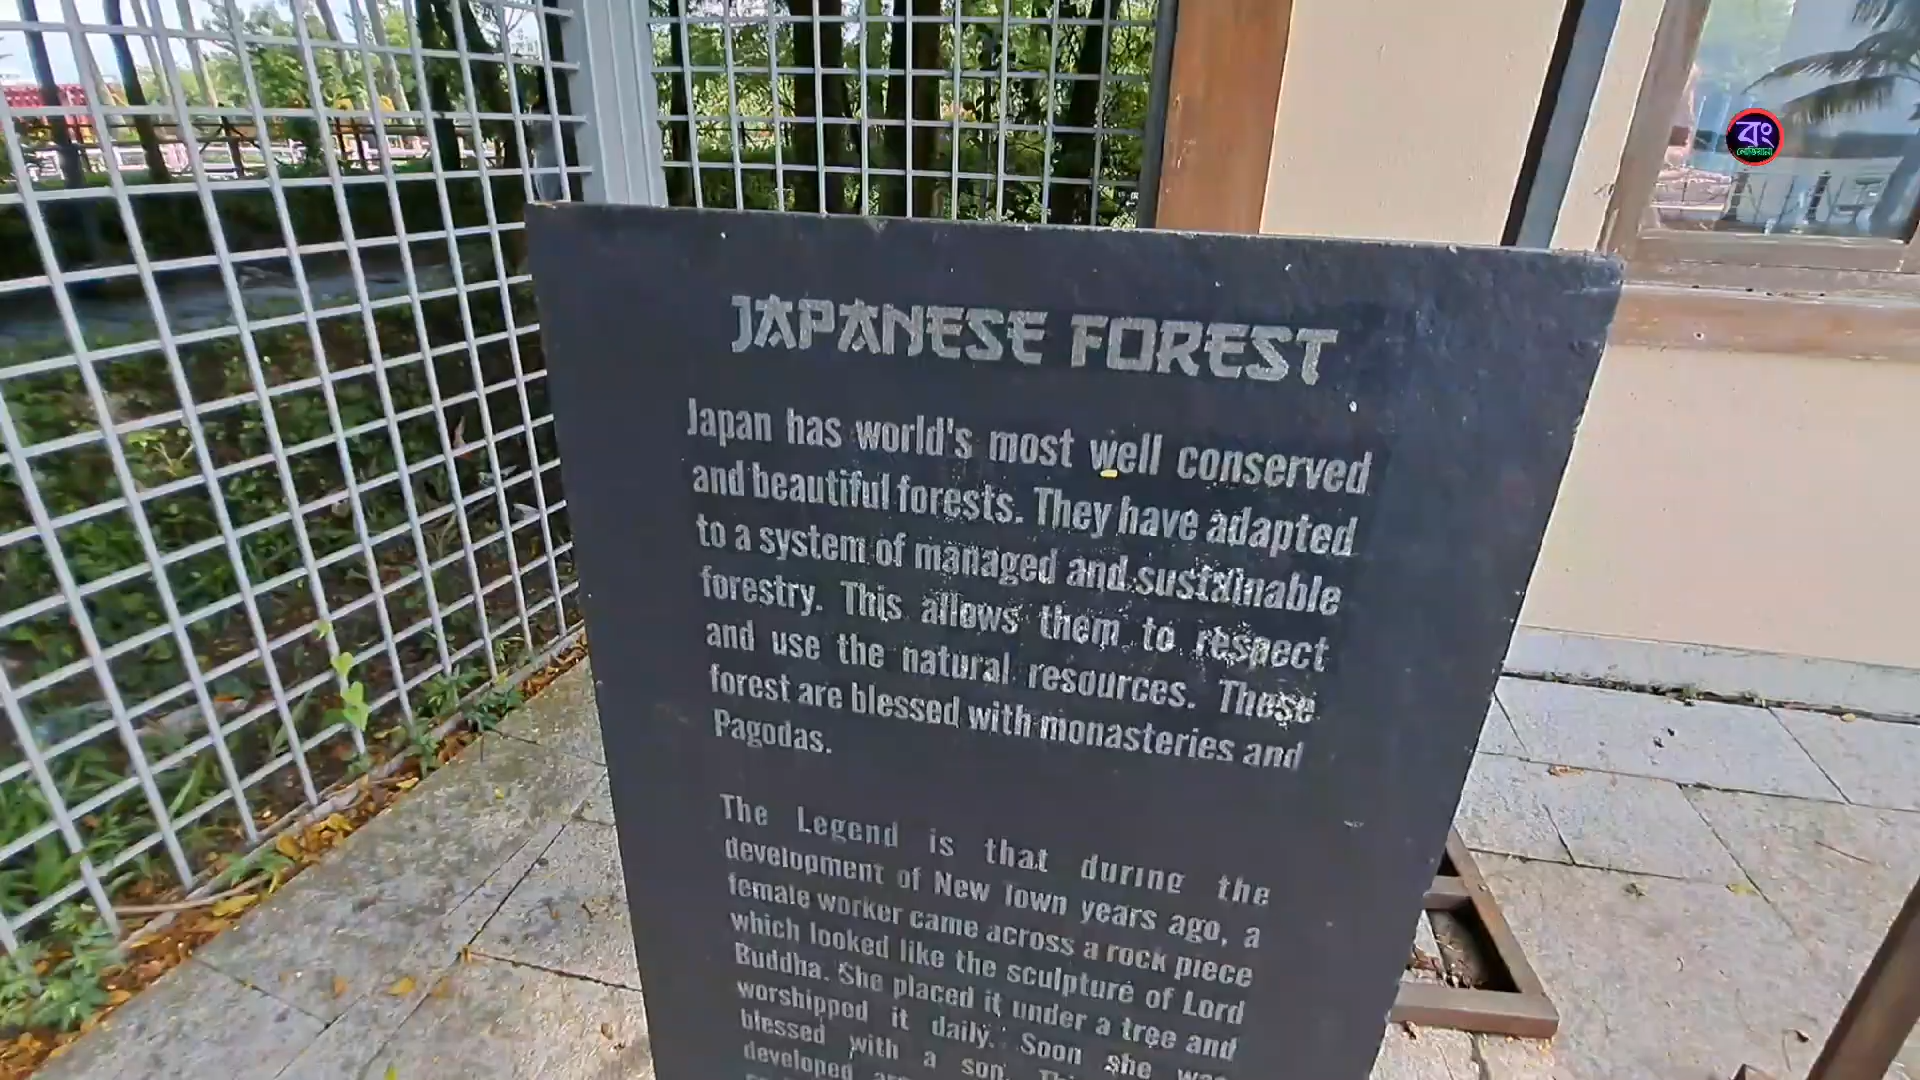 বং
JAPANESE FOREST
Japan has world's most well conserved
and beautiful forests. They have adapted
to a system of managed and sustainable
forestry. This allows them to respect
and use the natural resources. These
forest are blessed with monasteries and
Pagodas.
The Legend is that during the
development of New Town years ago, a
female worker came across a rock piece
which looked like the sculpture of Lord
Buddha. She placed it under a tree and
worshipped it daily. Soon she was
blessed with a son.
developed